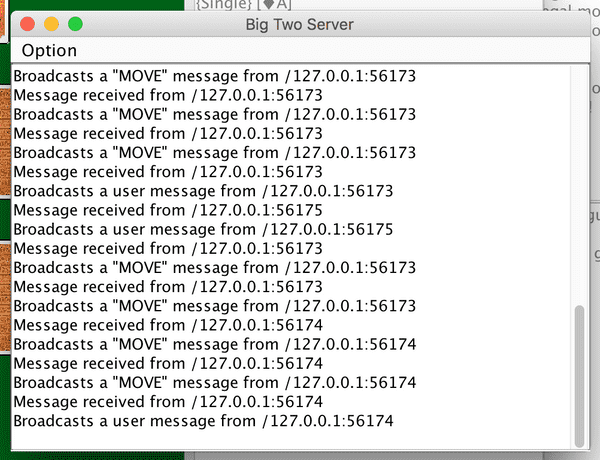 {Single} [♦A]
Big Two Server
Option
Broadcasts a "MOVE" message from /127.0.0.1:56173
Message received from /127.0.0.1:56173
Broadcasts a "MOVE" message from /127.0.0.1:56173
Message received from /127.0.0.1:56173
Broadcasts a "MOVE" message from /127.0.0.1:56173
Message received from /127.0.0.1:56173
Broadcasts a user message from /127.0.0.1:56173
Message received from /127.0.0.1:56175
Broadcasts a user message from /127.0.0.1:56175
Message received from /127.0.0.1:56173
Broadcasts a "MOVE" message from /127.0.0.1:56173
Message received from /127.0.0.1:56173
Broadcasts a "MOVE" message from /127.0.0.1:56173
Message received from /127.0.0.1:56174
Broadcasts a "MOVE" message from /127.0.0.1:56174
Message received from /127.0.0.1:56174
Broadcasts a "MOVE" message from /127.0.0.1:56174
Message received from /127.0.0.1:56174
Broadcasts a user message from /127.0.0.1:56174